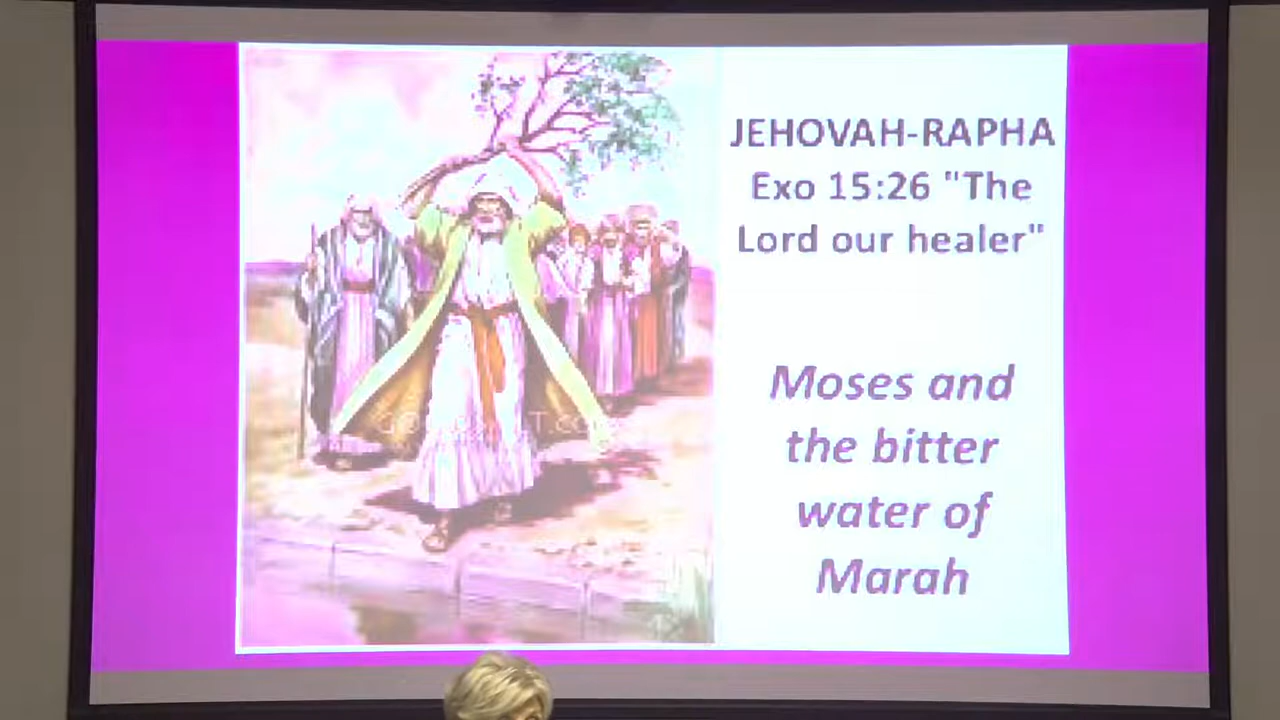 JEHOVAH-RAPHA
Exo 15:26 "The
Lord our healer"
Moses and
the bitter
water of
Marah